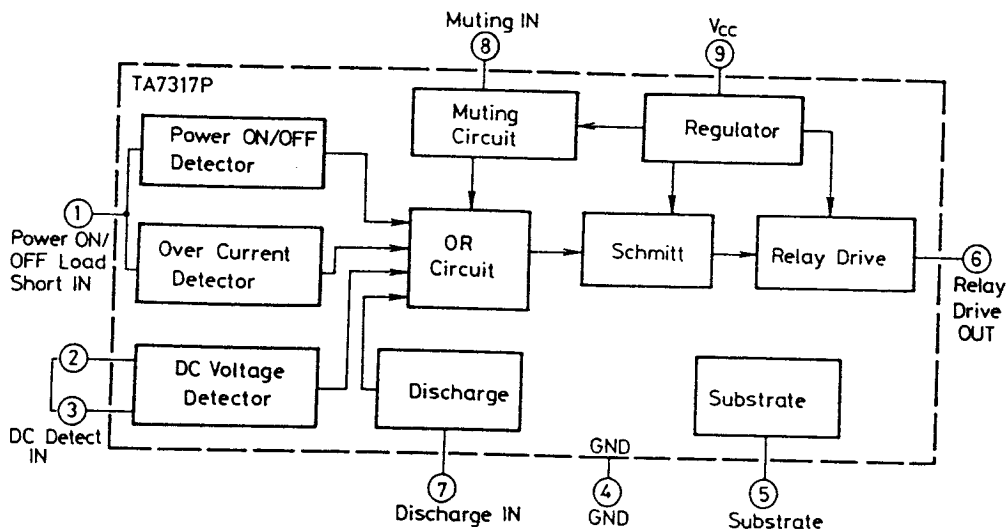 Muting IN
8
Vcc
9
TA7317P
Power ON/OFF
Detector
Muting
Circuit
Regulator
1
Power ON/
OFF Load
Short IN
Over Current
Detector
OR
Circuit
Schmitt
Relay Drive
6
Relay
Drive
OUT
2
3
DC Detect
IN
DC Voltage
Detector
Discharge
Substrate
GND
7
Discharge IN
4
GND
5
Substrate